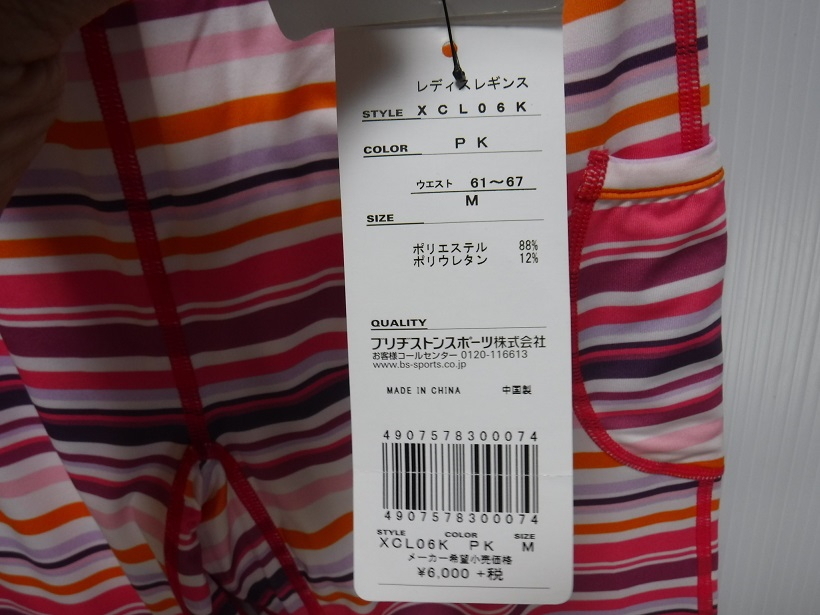 レディスレギンス
STYLE XCL06K
COLOR PK
ウエスト 61～67
M
SIZE
ポリエステル 88%
ポリウレタン 12%
QUALITY
ブリヂストンスポーツ株式会社
お客様コールセンター 0120-116613
www.bs-sports.co.jp
MADE IN CHINA 中国製
4907578300074
4907578300074
STYLE COLOR SIZE
XCL06K PK M
メーカー希望小売価格
¥6,000 +税